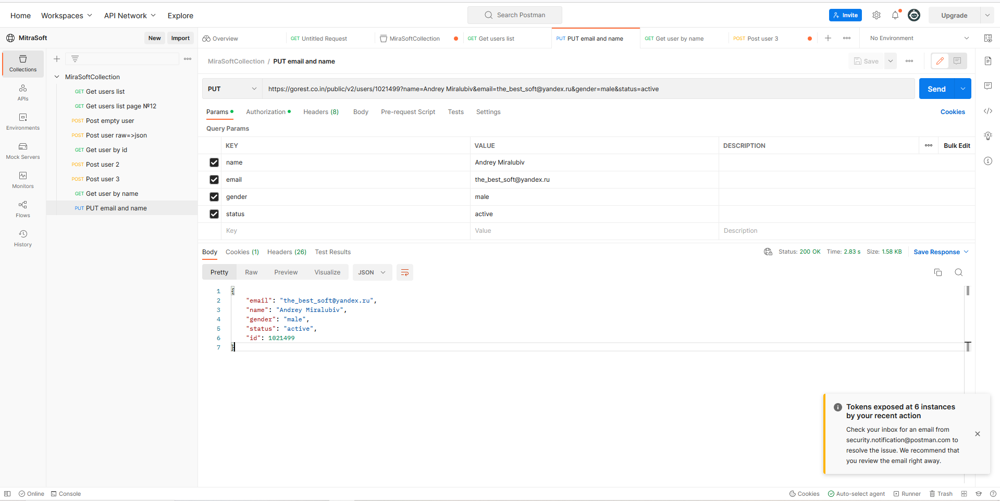 Home Workspaces API Network Explore Search Postman Invite Upgrade
MitraSoft New Import Overview GET Untitled Request MiraSoftCollection GET Get users list PUT PUT email and name GET Get user by name POST Post user 3 No Environment
Collections
APIs
Environments
Mock Servers
Monitors
Flows
History
MiraSoftCollection
GET Get users list
GET Get users list page №12
POST Post empty user
POST Post user raw=>json
GET Get user by id
POST Post user 2
POST Post user 3
GET Get user by name
PUT PUT email and name
MiraSoftCollection / PUT email and name Save
PUT https://gorest.co.in/public/v2/users/1021499?name=Andrey Miralubiv&email=the_best_soft@yandex.ru&gender=male&status=active Send
Params Authorization Headers (8) Body Pre-request Script Tests Settings Cookies
Query Params
KEY VALUE DESCRIPTION Bulk Edit
name Andrey Miralubiv
email the_best_soft@yandex.ru
gender male
status active
Key Value Description
Body Cookies (1) Headers (26) Test Results Status: 200 OK Time: 2.83 s Size: 1.58 KB Save Response
Pretty Raw Preview Visualize JSON
1 {
2 "email": "the_best_soft@yandex.ru",
3 "name": "Andrey Miralubiv",
4 "gender": "male",
5 "status": "active",
6 "id": 1021499
7 }
Tokens exposed at 6 instances
by your recent action
Check your inbox for an email from
security.notification@postman.com to
resolve the issue. We recommend that
you review the email right away.
Online Console Cookies Auto-select agent Runner Trash